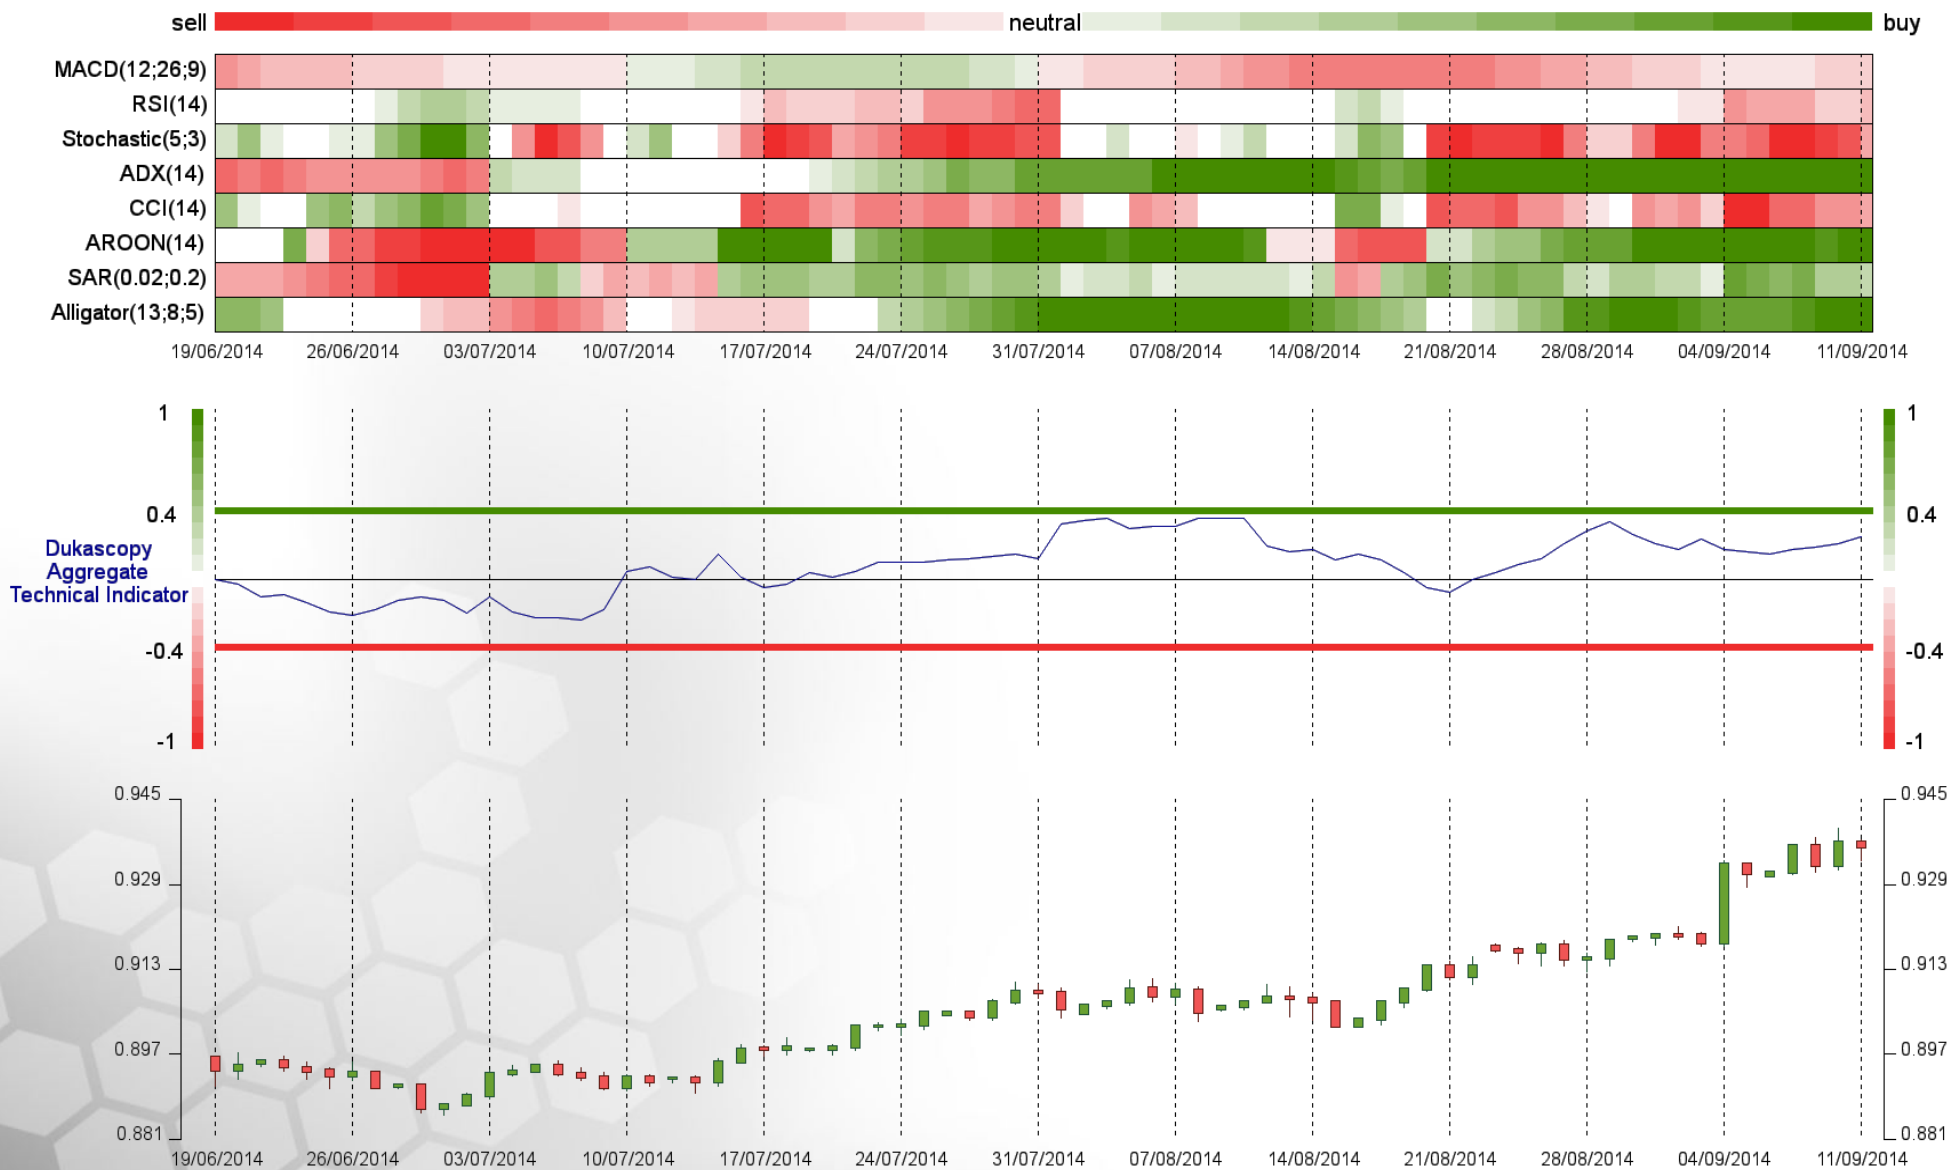 sell neutral buy
MACD(12;26;9)
RSI(14)
Stochastic(5;3)
ADX(14)
CCI(14)
AROON(14)
SAR(0.02;0.2)
Alligator(13;8;5)
19/06/2014 26/06/2014 03/07/2014 10/07/2014 17/07/2014 24/07/2014 31/07/2014 07/08/2014 14/08/2014 21/08/2014 28/08/2014 04/09/2014 11/09/2014
1 1
0.4 0.4
Dukascopy
Aggregate
Technical Indicator
-0.4 -0.4
-1 -1
0.945 0.945
0.929 0.929
0.913 0.913
0.897 0.897
0.881 0.881
19/06/2014 26/06/2014 03/07/2014 10/07/2014 17/07/2014 24/07/2014 31/07/2014 07/08/2014 14/08/2014 21/08/2014 28/08/2014 04/09/2014 11/09/2014